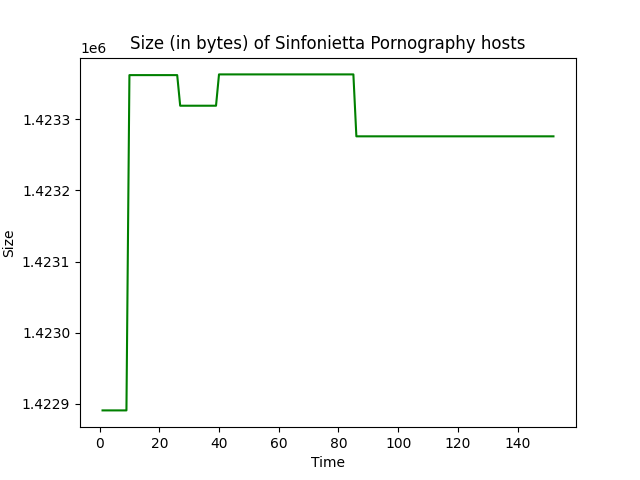 Size (in bytes) of Sinfonietta Pornography hosts
1e6
1.4233
1.4232
1.4231
1.4230
1.4229
Size
0 20 40 60 80 100 120 140
Time